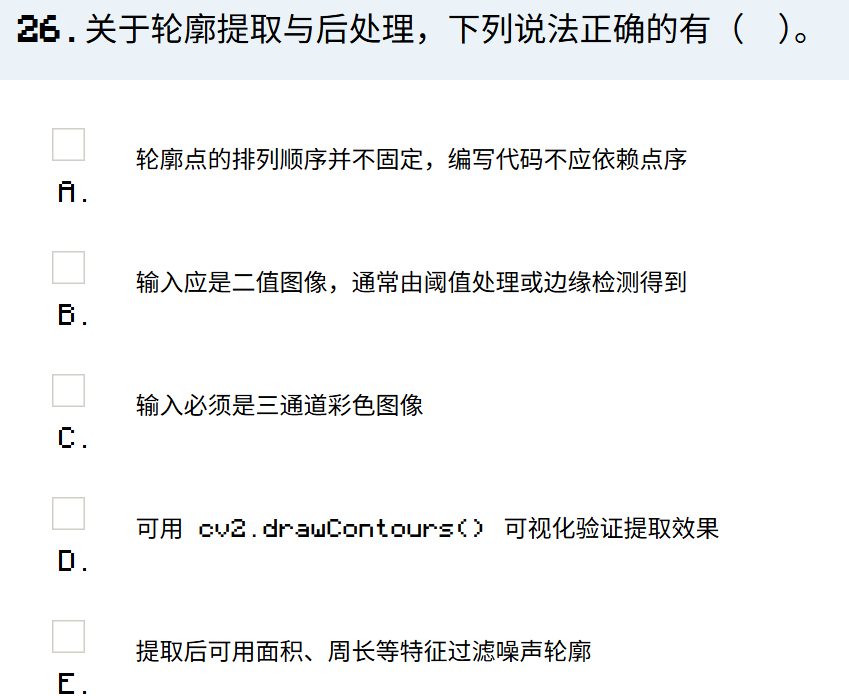 26.关于轮廓提取与后处理，下列说法正确的有（ ）。
轮廓点的排列顺序并不固定，编写代码不应依赖点序
A.
输入应是二值图像，通常由阈值处理或边缘检测得到
B.
输入必须是三通道彩色图像
C.
可用 cv2.drawContours() 可视化验证提取效果
D.
提取后可用面积、周长等特征过滤噪声轮廓
E.